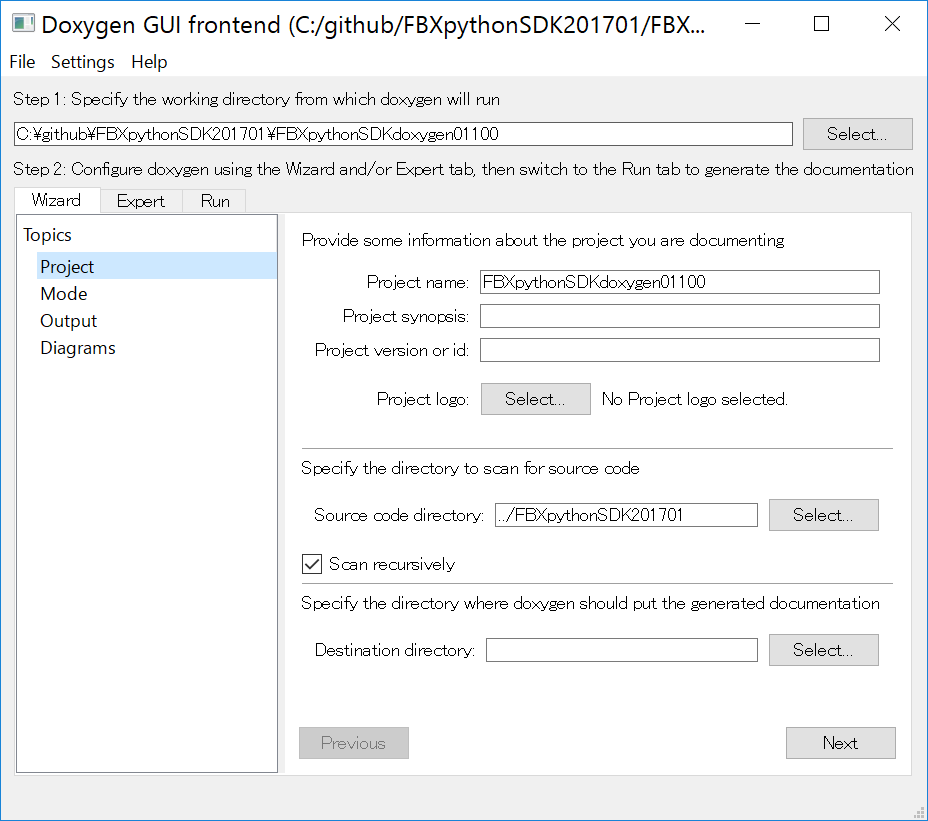 Doxygen GUI frontend (C:/github/FBXpythonSDK201701/FBX...
File Settings Help
Step 1: Specify the working directory from which doxygen will run
C:¥github¥FBXpythonSDK201701¥FBXpythonSDKdoxygen01100 Select...
Step 2: Configure doxygen using the Wizard and/or Expert tab, then switch to the Run tab to generate the documentation
Wizard Expert Run
Topics
Project
Mode
Output
Diagrams
Provide some information about the project you are documenting
Project name: FBXpythonSDKdoxygen01100
Project synopsis:
Project version or id:
Project logo: Select... No Project logo selected.
Specify the directory to scan for source code
Source code directory: ../FBXpythonSDK201701 Select...
Scan recursively
Specify the directory where doxygen should put the generated documentation
Destination directory: Select...
Previous Next